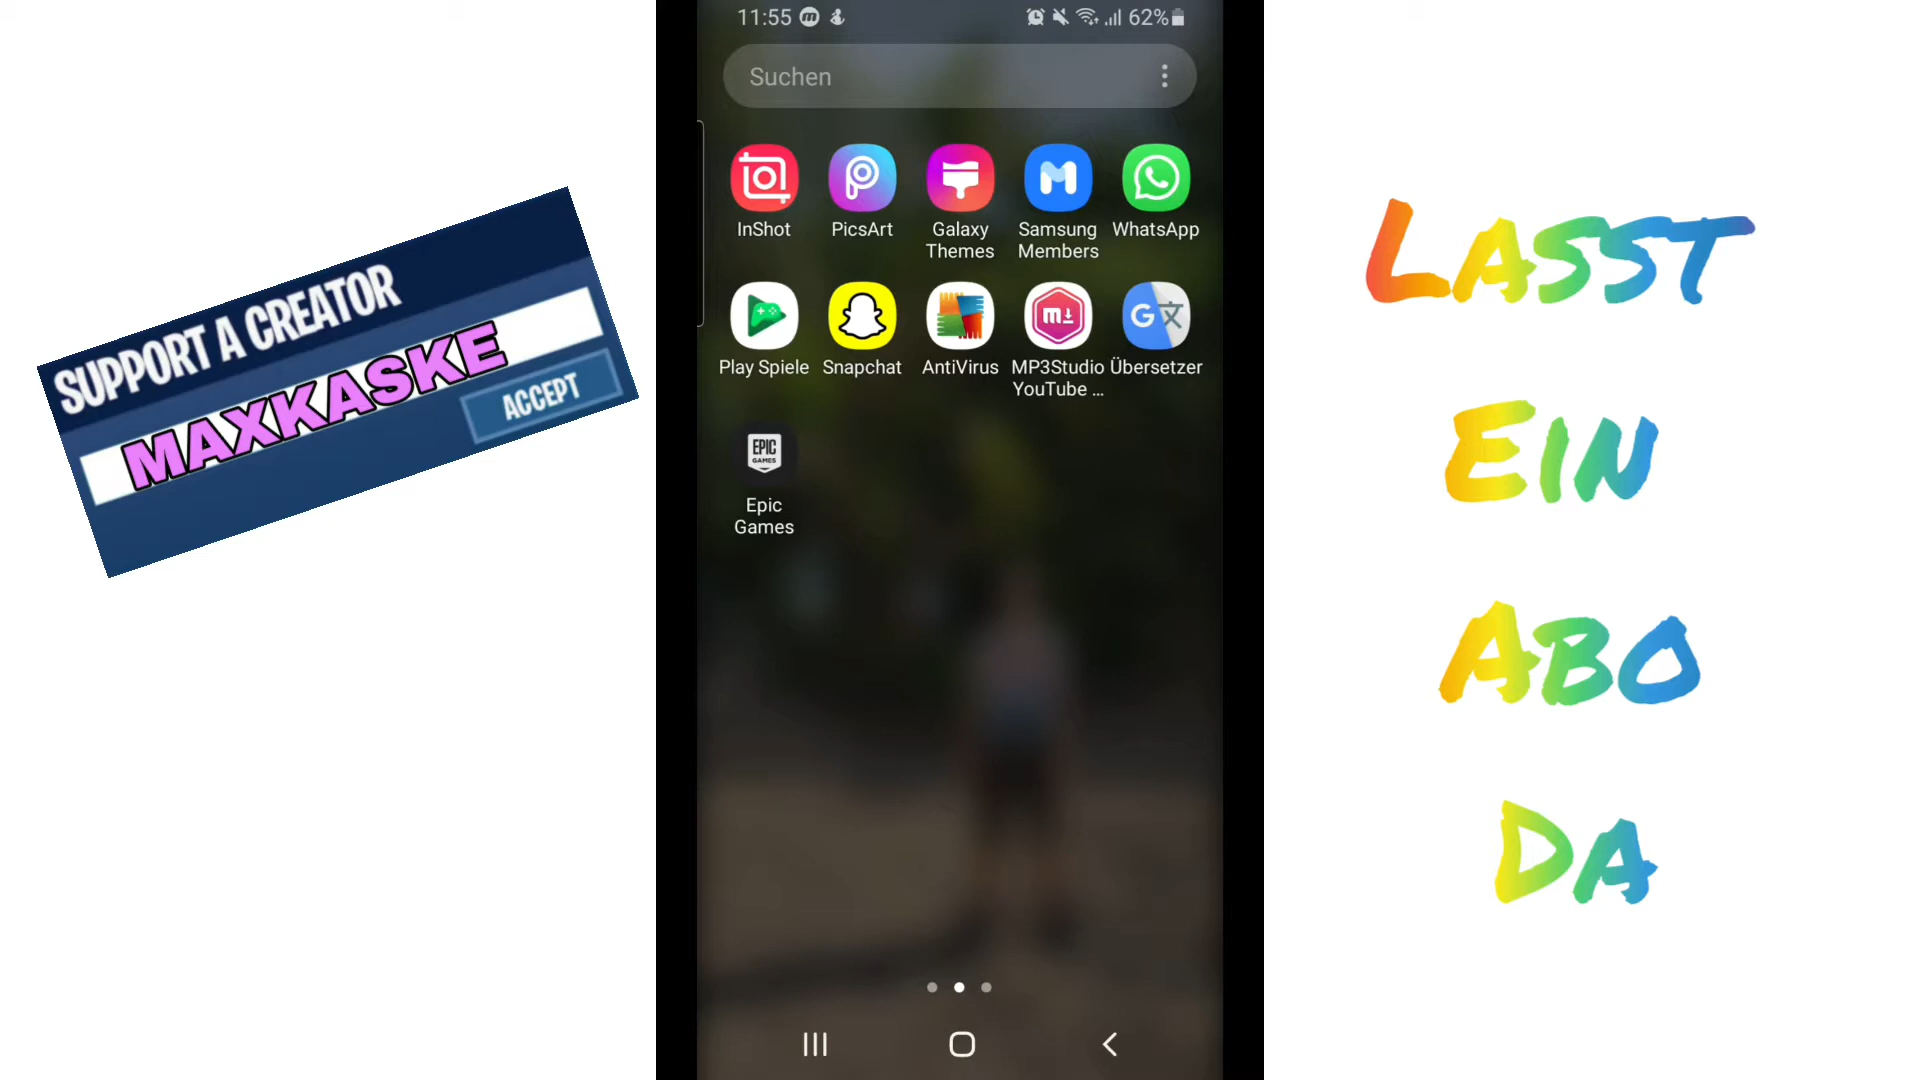 SUPPORT A CREATOR
MAXKASKE
ACCEPT
11:55
62%
Suchen
InShot
PicsArt
Galaxy
Themes
Samsung
Members
WhatsApp
Play Spiele
Snapchat
AntiVirus
MP3Studio
YouTube ...
Übersetzer
EPIC
GAMES
Epic
Games
LASST
EIN
ABO
DA